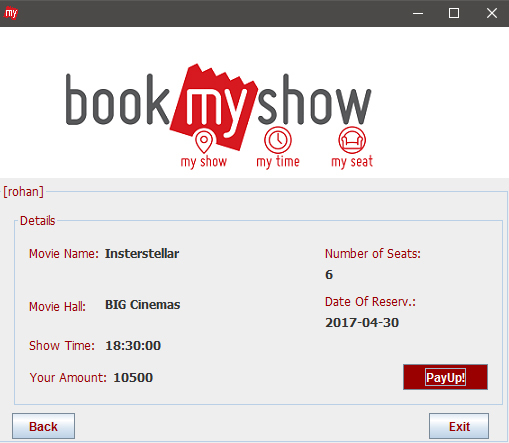 my
bookmyshow
my show my time my seat
[rohan]
Details
Movie Name: Insterstellar
Number of Seats:
6
Movie Hall: BIG Cinemas
Date Of Reserv.:
2017-04-30
Show Time: 18:30:00
Your Amount: 10500
PayUp!
Back
Exit